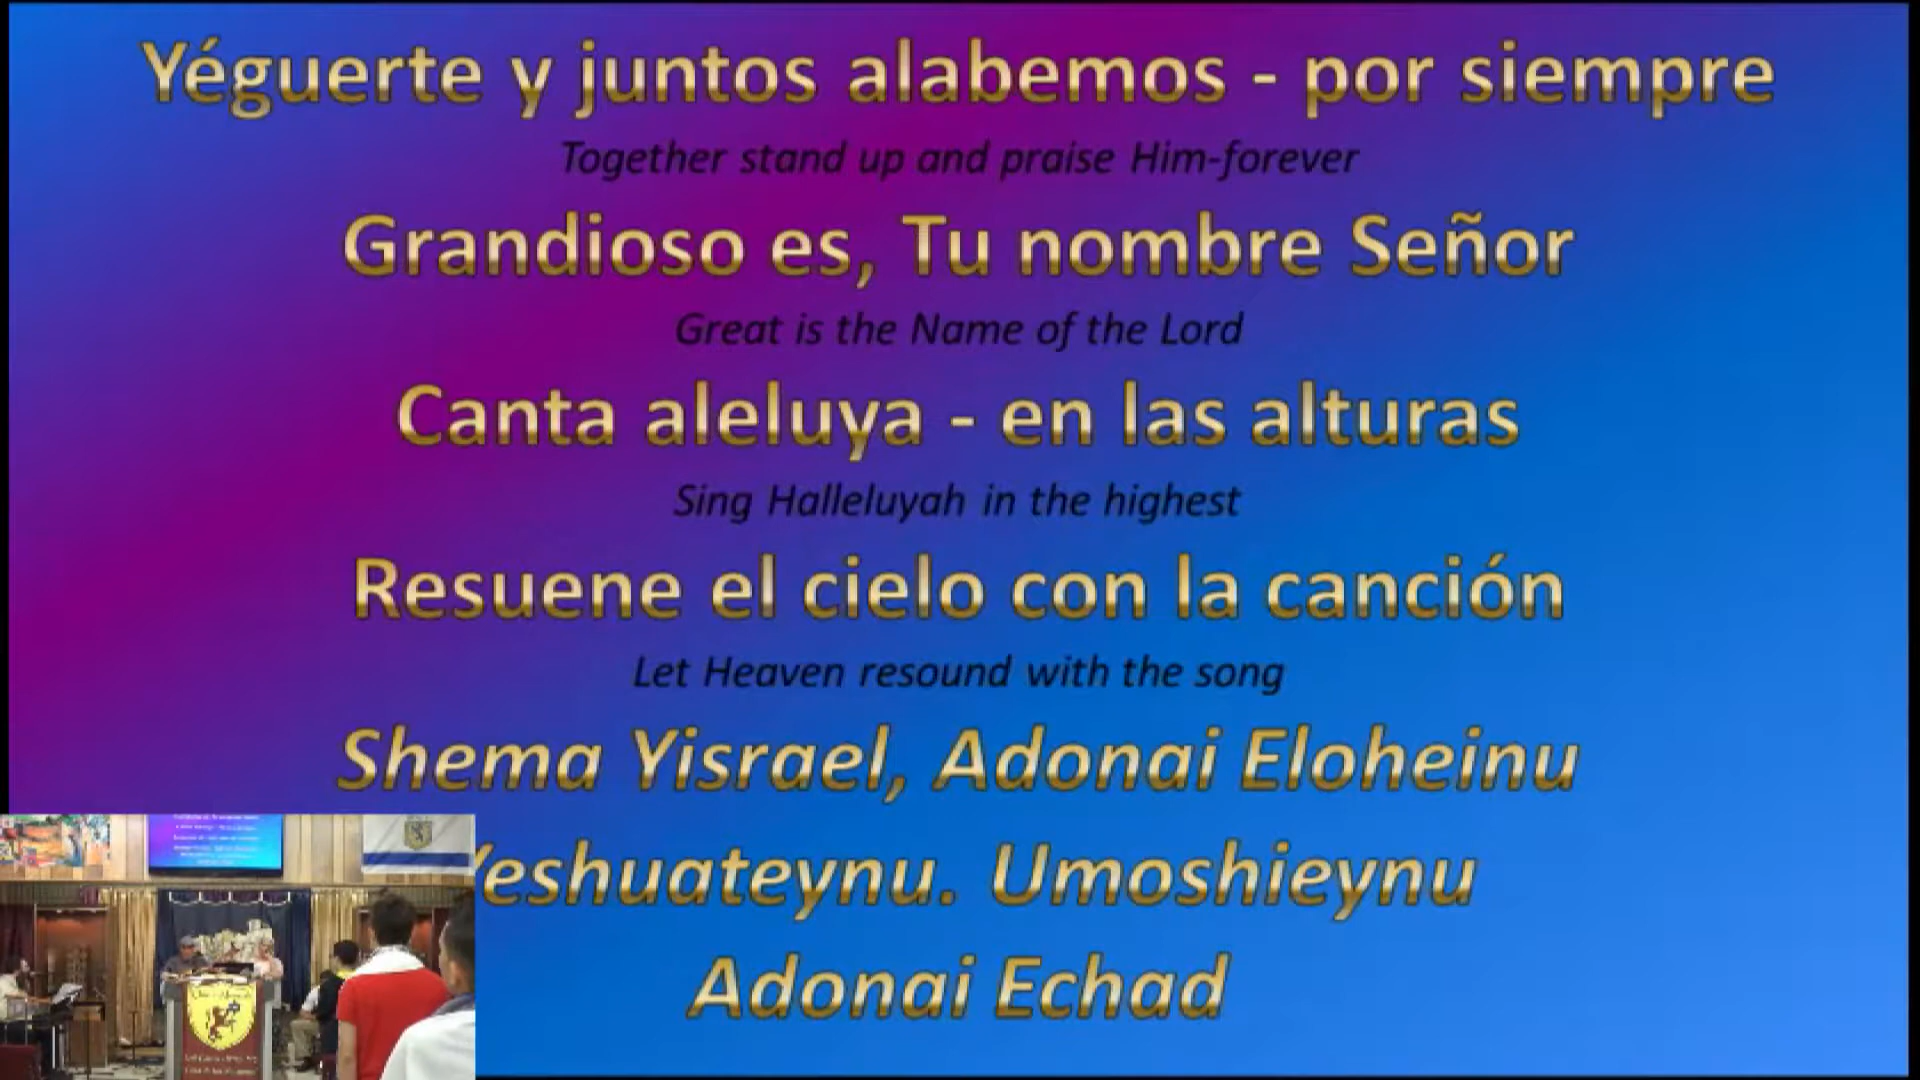 Yéguerte y juntos alabemos - por siempre
Together stand up and praise Him-forever
Grandioso es, Tu nombre Señor
Great is the Name of the Lord
Canta aleluya - en las alturas
Sing Halleluyah in the highest
Resuene el cielo con la canción
Let Heaven resound with the song
Shema Yisrael, Adonai Eloheinu
Yeshuateynu. Umoshieynu
Adonai Echad